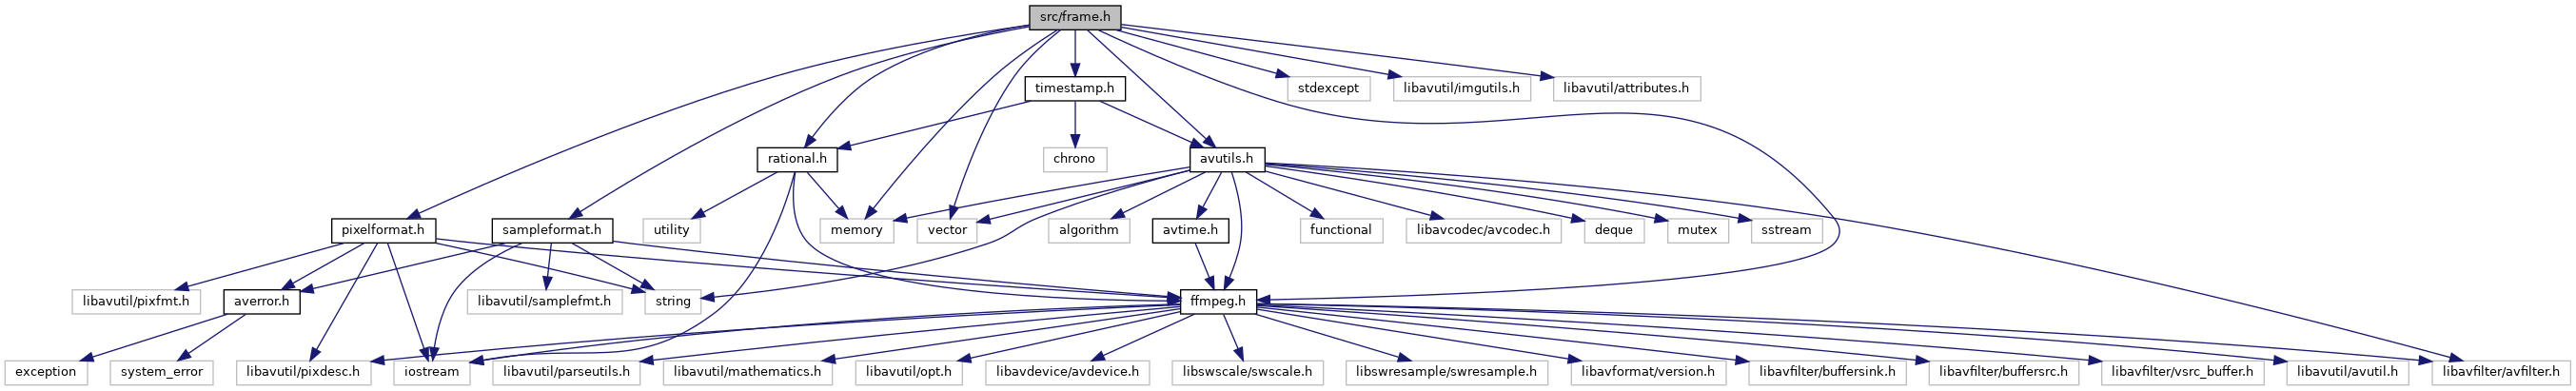 src/frame.h
timestamp.h
stdexcept
libavutil/imgutils.h
libavutil/attributes.h
rational.h
chrono
avutils.h
pixelformat.h
sampleformat.h
utility
memory
vector
algorithm
avtime.h
functional
libavcodec/avcodec.h
deque
mutex
sstream
libavutil/pixfmt.h
averror.h
libavutil/samplefmt.h
string
ffmpeg.h
exception
system_error
libavutil/pixdesc.h
iostream
libavutil/parseutils.h
libavutil/mathematics.h
libavutil/opt.h
libavdevice/avdevice.h
libswscale/swscale.h
libswresample/swresample.h
libavformat/version.h
libavfilter/buffersink.h
libavfilter/buffersrc.h
libavfilter/vsrc_buffer.h
libavutil/avutil.h
libavfilter/avfilter.h